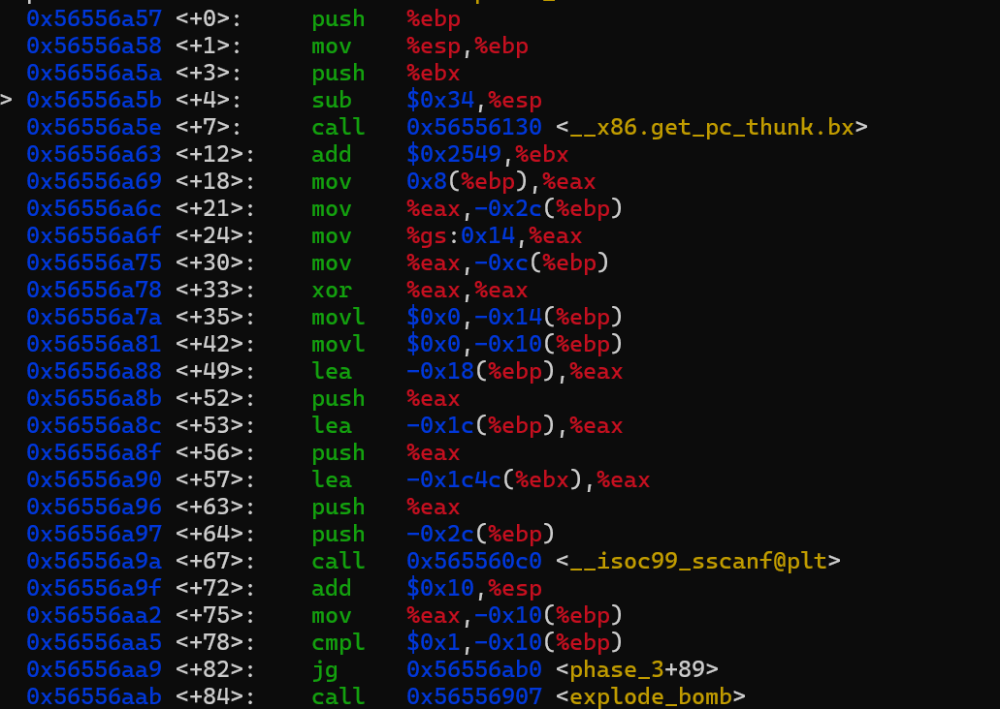 0x56556a57 <+0>: push %ebp
0x56556a58 <+1>: mov %esp,%ebp
0x56556a5a <+3>: push %ebx
> 0x56556a5b <+4>: sub $0x34,%esp
0x56556a5e <+7>: call 0x56556130 <__x86.get_pc_thunk.bx>
0x56556a63 <+12>: add $0x2549,%ebx
0x56556a69 <+18>: mov 0x8(%ebp),%eax
0x56556a6c <+21>: mov %eax,-0x2c(%ebp)
0x56556a6f <+24>: mov %gs:0x14,%eax
0x56556a75 <+30>: mov %eax,-0xc(%ebp)
0x56556a78 <+33>: xor %eax,%eax
0x56556a7a <+35>: movl $0x0,-0x14(%ebp)
0x56556a81 <+42>: movl $0x0,-0x10(%ebp)
0x56556a88 <+49>: lea -0x18(%ebp),%eax
0x56556a8b <+52>: push %eax
0x56556a8c <+53>: lea -0x1c(%ebp),%eax
0x56556a8f <+56>: push %eax
0x56556a90 <+57>: lea -0x1c4c(%ebx),%eax
0x56556a96 <+63>: push %eax
0x56556a97 <+64>: push -0x2c(%ebp)
0x56556a9a <+67>: call 0x565560c0 <__isoc99_sscanf@plt>
0x56556a9f <+72>: add $0x10,%esp
0x56556aa2 <+75>: mov %eax,-0x10(%ebp)
0x56556aa5 <+78>: cmpl $0x1,-0x10(%ebp)
0x56556aa9 <+82>: jg 0x56556ab0 <phase_3+89>
0x56556aab <+84>: call 0x56556907 <explode_bomb>